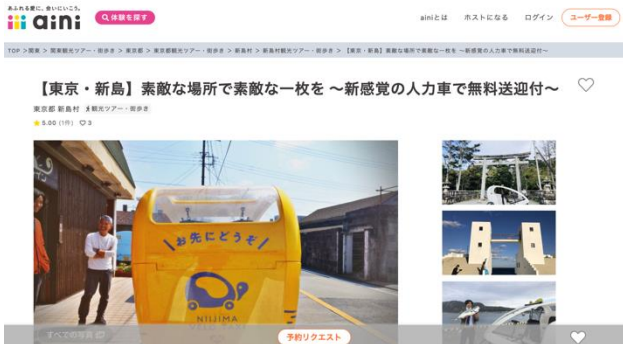 あふれる愛に、会いにいこう。
aini
体験を探す
ainiとは
ホストになる
ログイン
ユーザー登録
TOP > 関東 > 関東観光ツアー・街歩き > 東京都 > 東京都観光ツアー・街歩き > 新島村 > 新島村観光ツアー・街歩き > 【東京・新島】素敵な場所で素敵な一枚を 〜新感覚の人力車で無料送迎付〜
【東京・新島】素敵な場所で素敵な一枚を 〜新感覚の人力車で無料送迎付〜
東京都 新島村 観光ツアー・街歩き
5.00 (1件) 3
お先にどうぞ
NIIJIMA
すべての写真
予約リクエスト